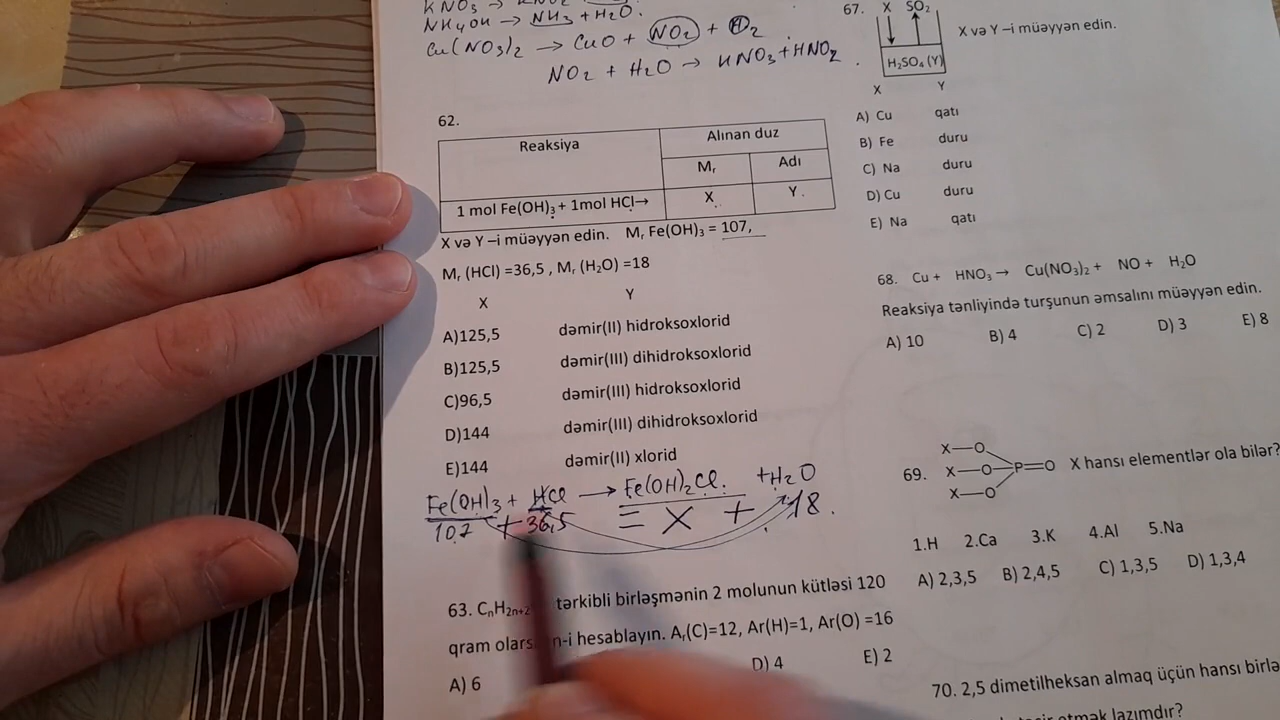 KNO₃ →
NH₄OH → NH₃ + H₂O.
Cu(NO₃)₂ → CuO + NO₂ + O₂
NO₂ + H₂O → HNO₃ + HNO₂
62.
Reaksiya Alınan duz
Mᵣ Adı
1 mol Fe(OH)₃ + 1mol HCl→ X Y
X və Y –i müəyyən edin. Mᵣ Fe(OH)₃ = 107,
Mᵣ (HCl) =36,5 , Mᵣ (H₂O) =18
X Y
A)125,5 dəmir(II) hidroksoxlorid
B)125,5 dəmir(III) dihidroksoxlorid
C)96,5 dəmir(III) hidroksoxlorid
D)144 dəmir(III) dihidroksoxlorid
E)144 dəmir(II) xlorid
Fe(OH)₃ + HCl → Fe(OH)₂Cl. + H₂O
107 + 36,5 = X + 18.
63. CₙH₂ₙ₊₂ tərkibli birləşmənin 2 molunun kütləsi 120
qram olars n-i hesablayın. Aᵣ(C)=12, Ar(H)=1, Ar(O) =16
A) 6 D) 4 E) 2
67. X SO₂
X və Y –i müəyyən edin.
H₂SO₄ (Y)
X Y
A) Cu qatı
B) Fe duru
C) Na duru
D) Cu duru
E) Na qatı
68. Cu + HNO₃ → Cu(NO₃)₂ + NO + H₂O
Reaksiya tənliyində turşunun əmsalını müəyyən edin.
A) 10 B) 4 C) 2 D) 3 E) 8
X—O
69. X—O—P=O X hansı elementlər ola bilər?
X—O
1.H 2.Ca 3.K 4.Al 5.Na
A) 2,3,5 B) 2,4,5 C) 1,3,5 D) 1,3,4
70. 2,5 dimetilheksan almaq üçün hansı
etmək lazımdır?